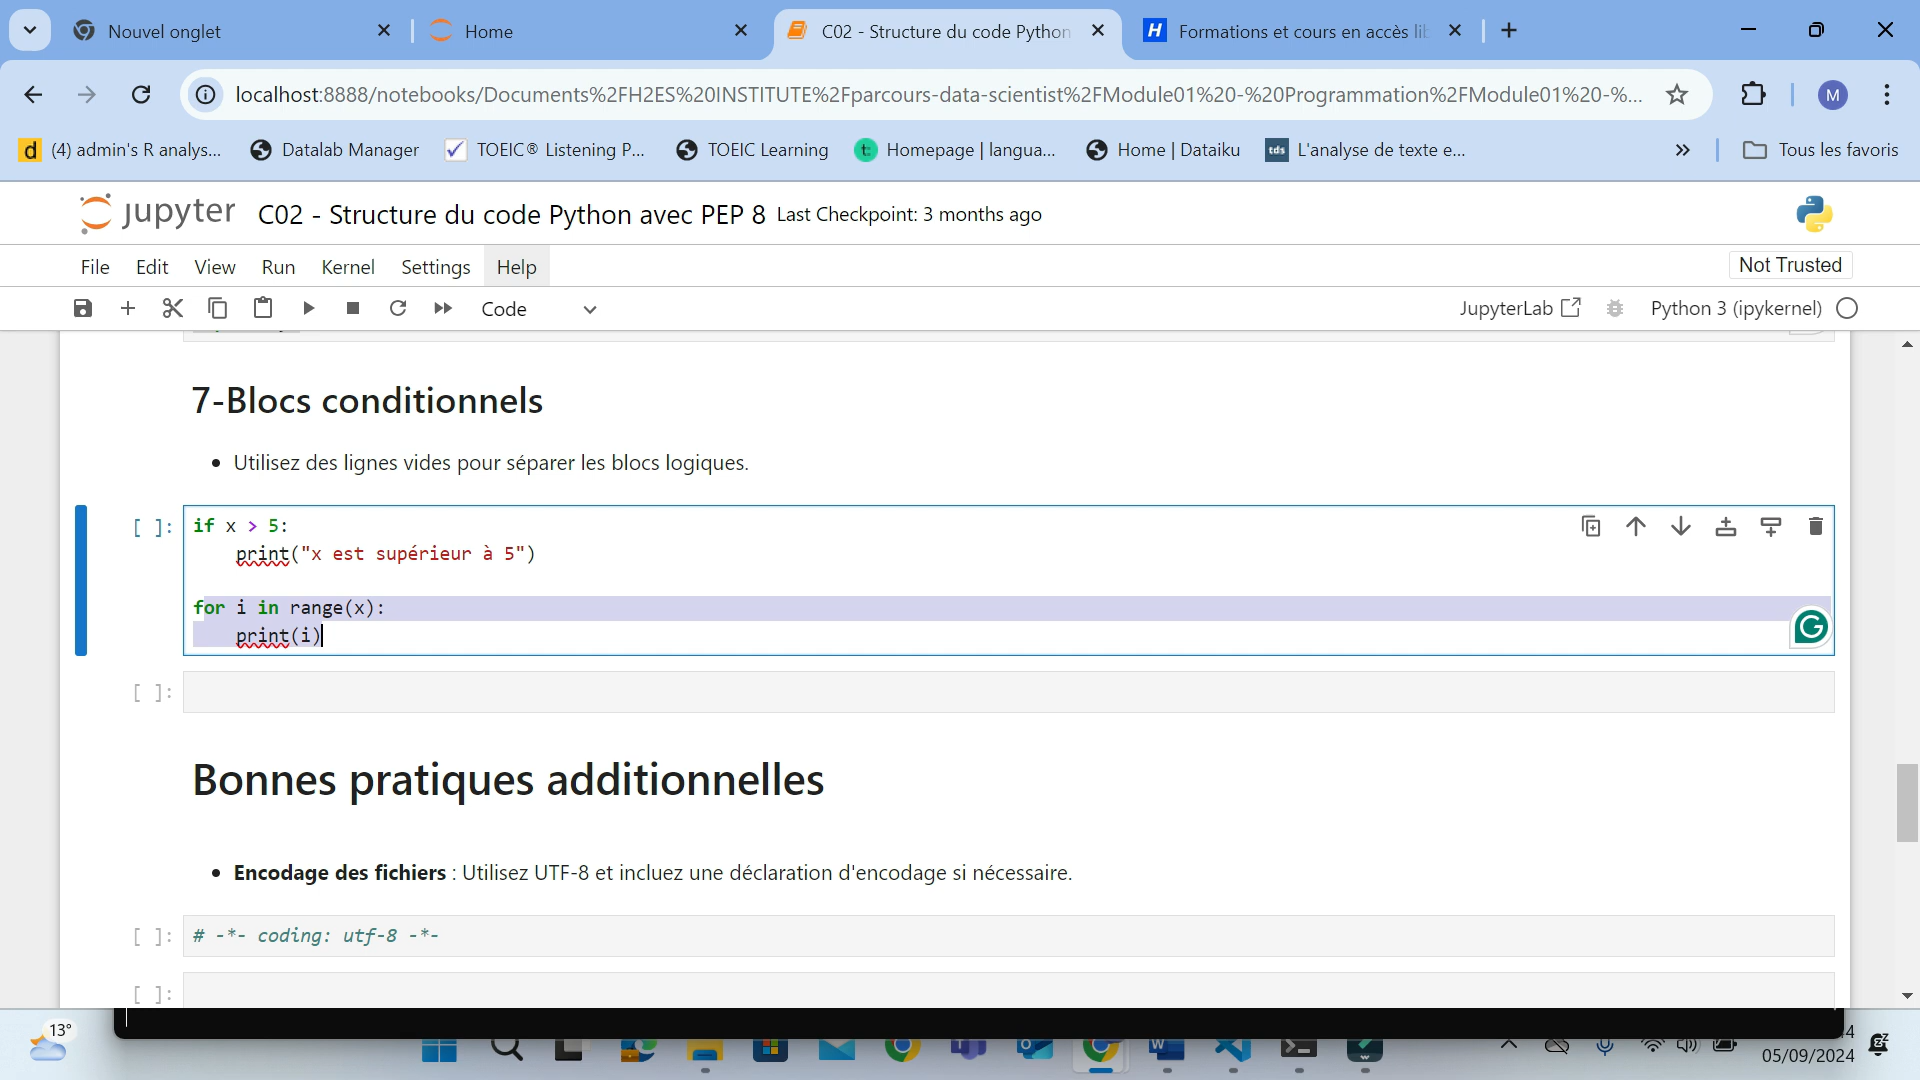 Nouvel onglet
Home
C02 - Structure du code Python
Formations et cours en accès lib
localhost:8888/notebooks/Documents%2FH2ES%20INSTITUTE%2Fparcours-data-scientist%2FModule01%20-%20Programmation%2FModule01%20-%...
M
(4) admin's R analys...
Datalab Manager
TOEIC® Listening P...
TOEIC Learning
Homepage | langua...
Home | Dataiku
L'analyse de texte e...
Tous les favoris
jupyter
C02 - Structure du code Python avec PEP 8
Last Checkpoint: 3 months ago
File Edit View Run Kernel Settings Help
Not Trusted
Code
JupyterLab
Python 3 (ipykernel)
7-Blocs conditionnels
• Utilisez des lignes vides pour séparer les blocs logiques.
[ ]: if x > 5:
print("x est supérieur à 5")
for i in range(x):
print(i)
[ ]:
Bonnes pratiques additionnelles
• Encodage des fichiers : Utilisez UTF-8 et incluez une déclaration d'encodage si nécessaire.
[ ]: # -*- coding: utf-8 -*-
[ ]:
13°
05/09/2024